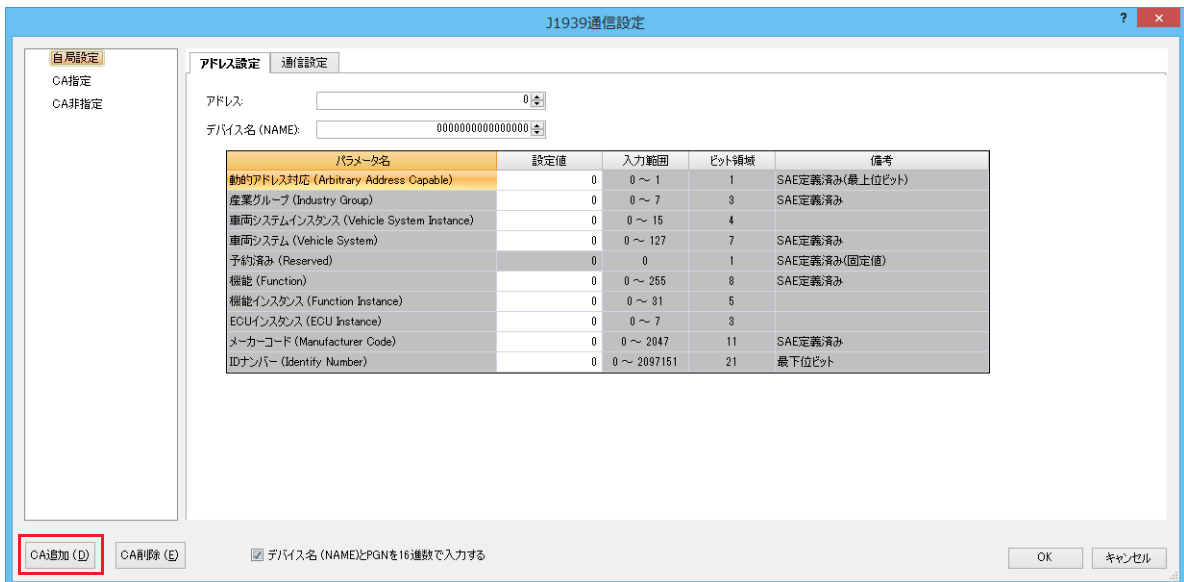 J1939通信設定
? ×
自局設定
CA指定
CA非指定
アドレス設定 通信設定
アドレス: 0
デバイス名 (NAME): 0000000000000000
パラメータ名 設定値 入力範囲 ビット領域 備考
動的アドレス対応 (Arbitrary Address Capable) 0 0 ～ 1 1 SAE定義済み(最上位ビット)
産業グループ (Industry Group) 0 0 ～ 7 3 SAE定義済み
車両システムインスタンス (Vehicle System Instance) 0 0 ～ 15 4
車両システム (Vehicle System) 0 0 ～ 127 7 SAE定義済み
予約済み (Reserved) 0 0 1 SAE定義済み(固定値)
機能 (Function) 0 0 ～ 255 8 SAE定義済み
機能インスタンス (Function Instance) 0 0 ～ 31 5
ECUインスタンス (ECU Instance) 0 0 ～ 7 3
メーカーコード (Manufacturer Code) 0 0 ～ 2047 11 SAE定義済み
IDナンバー (Identify Number) 0 0 ～ 2097151 21 最下位ビット
CA追加 (D) CA削除 (E) デバイス名 (NAME)とPGNを16進数で入力する OK キャンセル